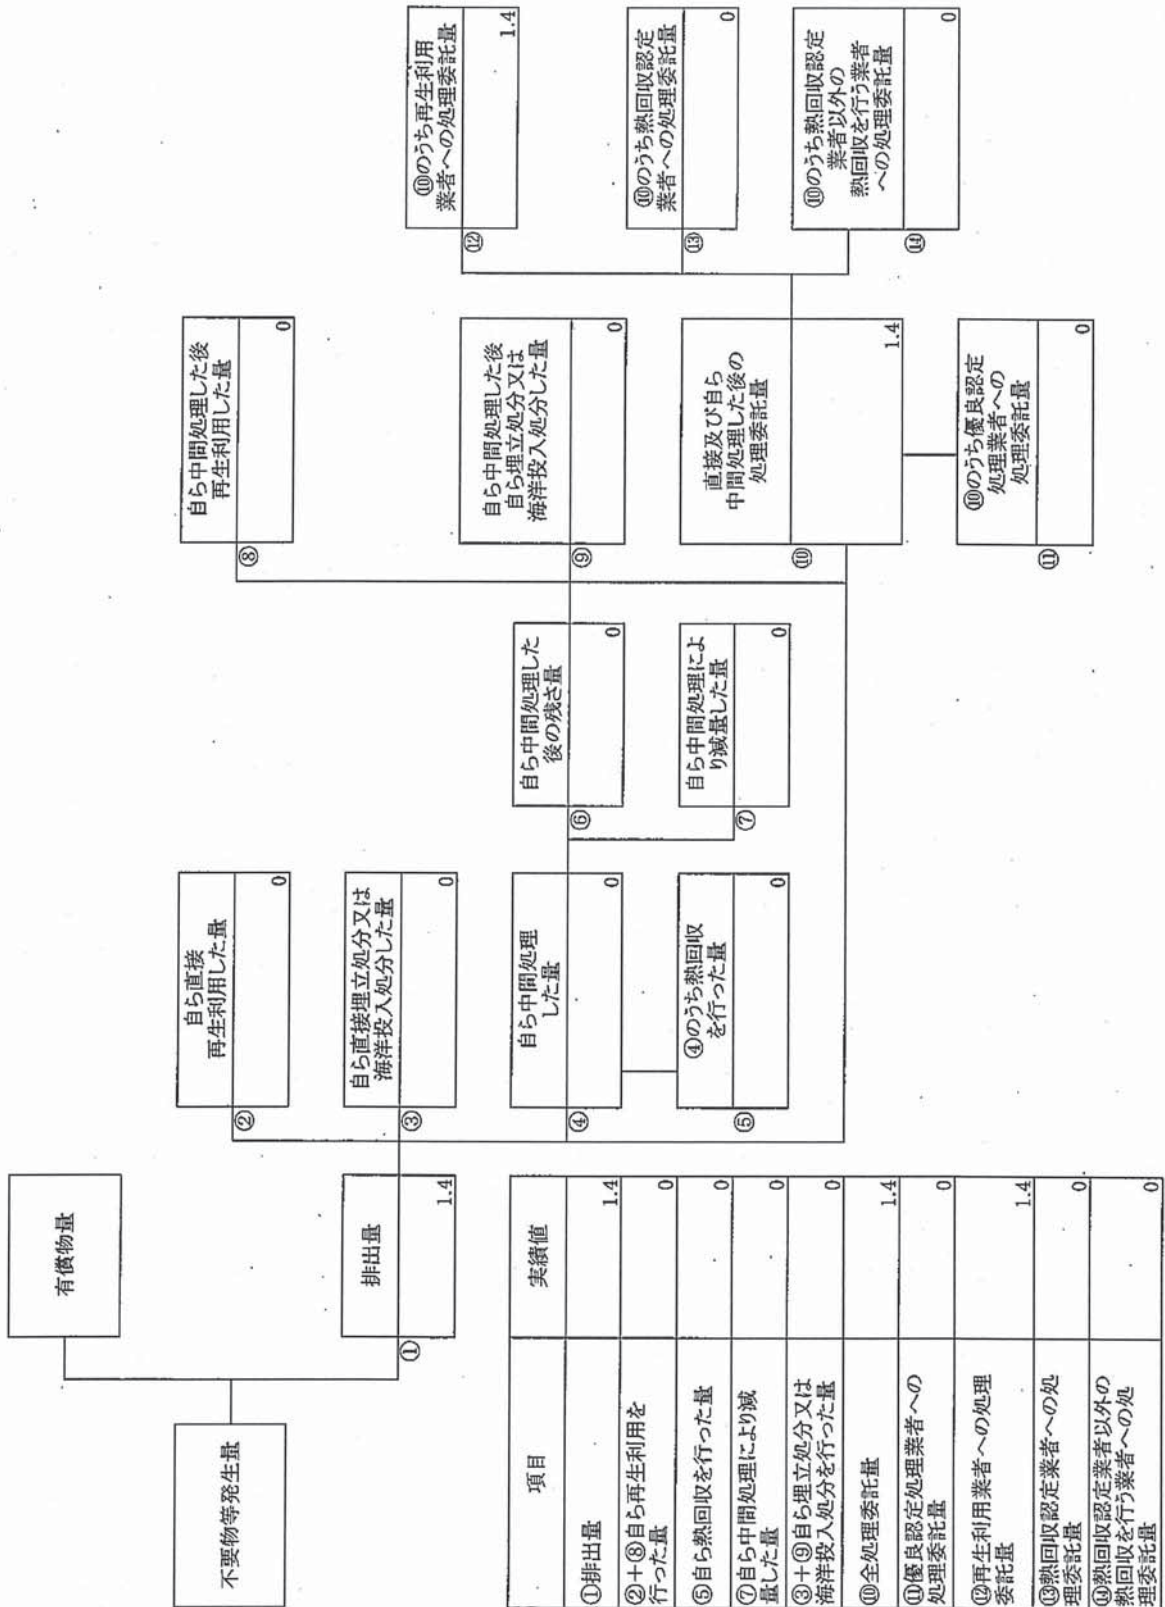 不要物等発生量
有償物量
①
排出量
1.4
②
自ら直接
再生利用した量
0
③
自ら直接埋立処分又は
海洋投入処分した量
0
④
自ら中間処理
した量
0
⑤
④のうち熱回収
を行った量
0
⑥
自ら中間処理した
後の残さ量
0
⑦
自ら中間処理によ
り減量した量
0
⑧
自ら中間処理した後
再生利用した量
0
⑨
自ら中間処理した後
自ら埋立処分又は
海洋投入処分した量
0
⑩
直接及び自ら
中間処理した後の
処理委託量
1.4
⑪
⑩のうち優良認定
処理業者への
処理委託量
0
⑫
⑩のうち再生利用
業者への処理委託量
1.4
⑬
⑩のうち熱回収認定
業者への処理委託量
0
⑭
⑩のうち熱回収認定
業者以外の
熱回収を行う業者
への処理委託量
0
項目 実績値
①排出量 1.4
②+⑧自ら再生利用を
行った量 0
⑤自ら熱回収を行った量 0
⑦自ら中間処理により減
量した量 0
③+⑨自ら埋立処分又は
海洋投入処分を行った量 0
⑩全処理委託量 1.4
⑪優良認定処理業者への
処理委託量 0
⑫再生利用業者への処理
委託量 1.4
⑬熱回収認定業者への処
理委託量 0
⑭熱回収認定業者以外の
熱回収を行う業者への処
理委託量 0